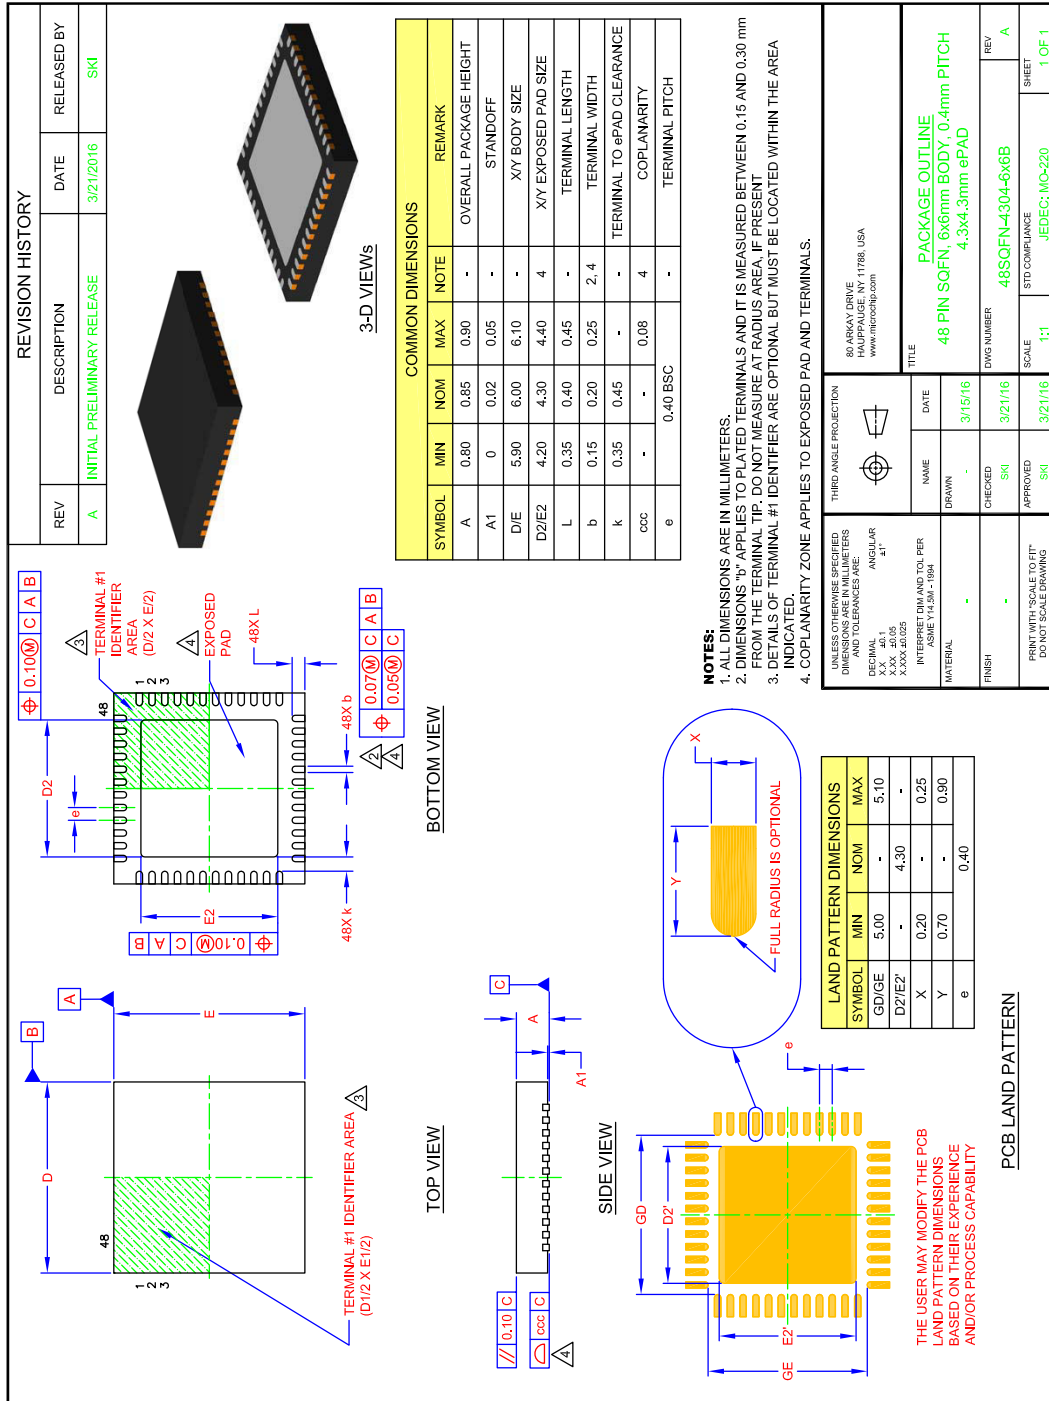 REVISION HISTORY
REV DESCRIPTION DATE RELEASED BY
A INITIAL PRELIMINARY RELEASE 3/21/2016 SKI
3-D VIEWs
B
A
D
E
48
1
2
3
TERMINAL #1 IDENTIFIER AREA 3
(D1/2 X E1/2)
TOP VIEW
0.10Ⓜ C A B
3
TERMINAL #1
IDENTIFIER
AREA
(D/2 X E/2)
4
EXPOSED
PAD
48X L
D2
e
48
1
2
3
E2
0.10Ⓜ C A B
48X k
48X b
2
4
0.07Ⓜ C A B
0.05Ⓜ C
BOTTOM VIEW
// 0.10 C
ccc C
4
A
A1
C
SIDE VIEW
COMMON DIMENSIONS
SYMBOL MIN NOM MAX NOTE REMARK
A 0.80 0.85 0.90 - OVERALL PACKAGE HEIGHT
A1 0 0.02 0.05 - STANDOFF
D/E 5.90 6.00 6.10 - X/Y BODY SIZE
D2/E2 4.20 4.30 4.40 4 X/Y EXPOSED PAD SIZE
L 0.35 0.40 0.45 - TERMINAL LENGTH
b 0.15 0.20 0.25 2, 4 TERMINAL WIDTH
k 0.35 0.45 - - TERMINAL TO ePAD CLEARANCE
ccc - - 0.08 4 COPLANARITY
e 0.40 BSC - TERMINAL PITCH
NOTES:
1. ALL DIMENSIONS ARE IN MILLIMETERS.
2. DIMENSIONS "b" APPLIES TO PLATED TERMINALS AND IT IS MEASURED BETWEEN 0.15 AND 0.30 mm
FROM THE TERMINAL TIP. DO NOT MEASURE AT RADIUS AREA, IF PRESENT
3. DETAILS OF TERMINAL #1 IDENTIFIER ARE OPTIONAL BUT MUST BE LOCATED WITHIN THE AREA
INDICATED.
4. COPLANARITY ZONE APPLIES TO EXPOSED PAD AND TERMINALS.
GD
D2'
E2'
GE
e
Y
X
FULL RADIUS IS OPTIONAL
THE USER MAY MODIFY THE PCB
LAND PATTERN DIMENSIONS
BASED ON THEIR EXPERIENCE
AND/OR PROCESS CAPABILITY
LAND PATTERN DIMENSIONS
SYMBOL MIN NOM MAX
GD/GE 5.00 - 5.10
D2'/E2' - 4.30 -
X 0.20 - 0.25
Y 0.70 - 0.90
e 0.40
PCB LAND PATTERN
UNLESS OTHERWISE SPECIFIED
DIMENSIONS ARE IN MILLIMETERS
AND TOLERANCES ARE:
DECIMAL ANGULAR
X.X ±0.1 ±1°
X.XX ±0.05
X.XXX ±0.025
INTERPRET DIM AND TOL PER
ASME Y14.5M - 1994
MATERIAL
-
FINISH
-
PRINT WITH "SCALE TO FIT"
DO NOT SCALE DRAWING
THIRD ANGLE PROJECTION
NAME DATE
DRAWN
- 3/15/16
CHECKED
SKI 3/21/16
APPROVED
SKI 3/21/16
80 ARKAY DRIVE
HAUPPAUGE, NY 11788, USA
www.microchip.com
TITLE
PACKAGE OUTLINE
48 PIN SQFN, 6x6mm BODY, 0.4mm PITCH
4.3x4.3mm ePAD
DWG NUMBER REV
48SQFN-4304-6x6B A
SCALE STD COMPLIANCE SHEET
1:1 JEDEC: MO-220 1 OF 1